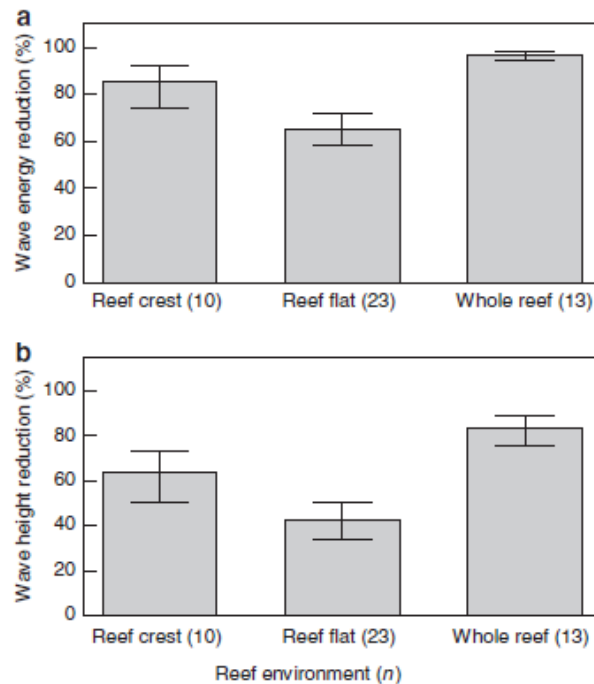 a
Wave energy reduction (%)
100
80
60
40
20
0
Reef crest (10) Reef flat (23) Whole reef (13)
b
Wave height reduction (%)
100
80
60
40
20
0
Reef crest (10) Reef flat (23) Whole reef (13)
Reef environment (n)